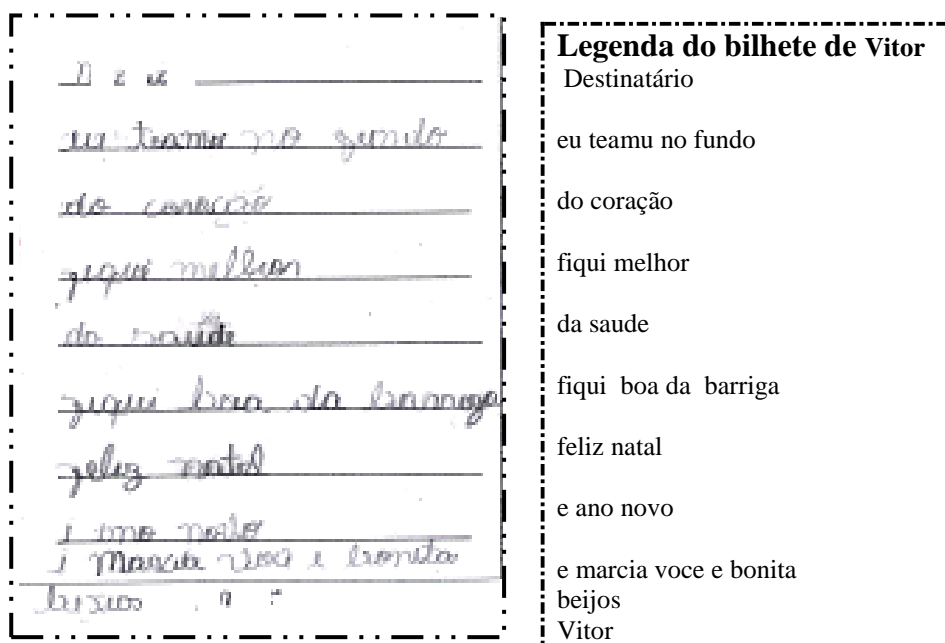 eu teamu no fundo
do coração
fiqui melhor
da saude
fiqui boa da barriga
feliz natal
i ano novo
i Marcia voce e bonita
Legenda do bilhete de Vitor
Destinatário
eu teamu no fundo
do coração
fiqui melhor
da saude
fiqui boa da barriga
feliz natal
e ano novo
e marcia voce e bonita
beijos
Vitor